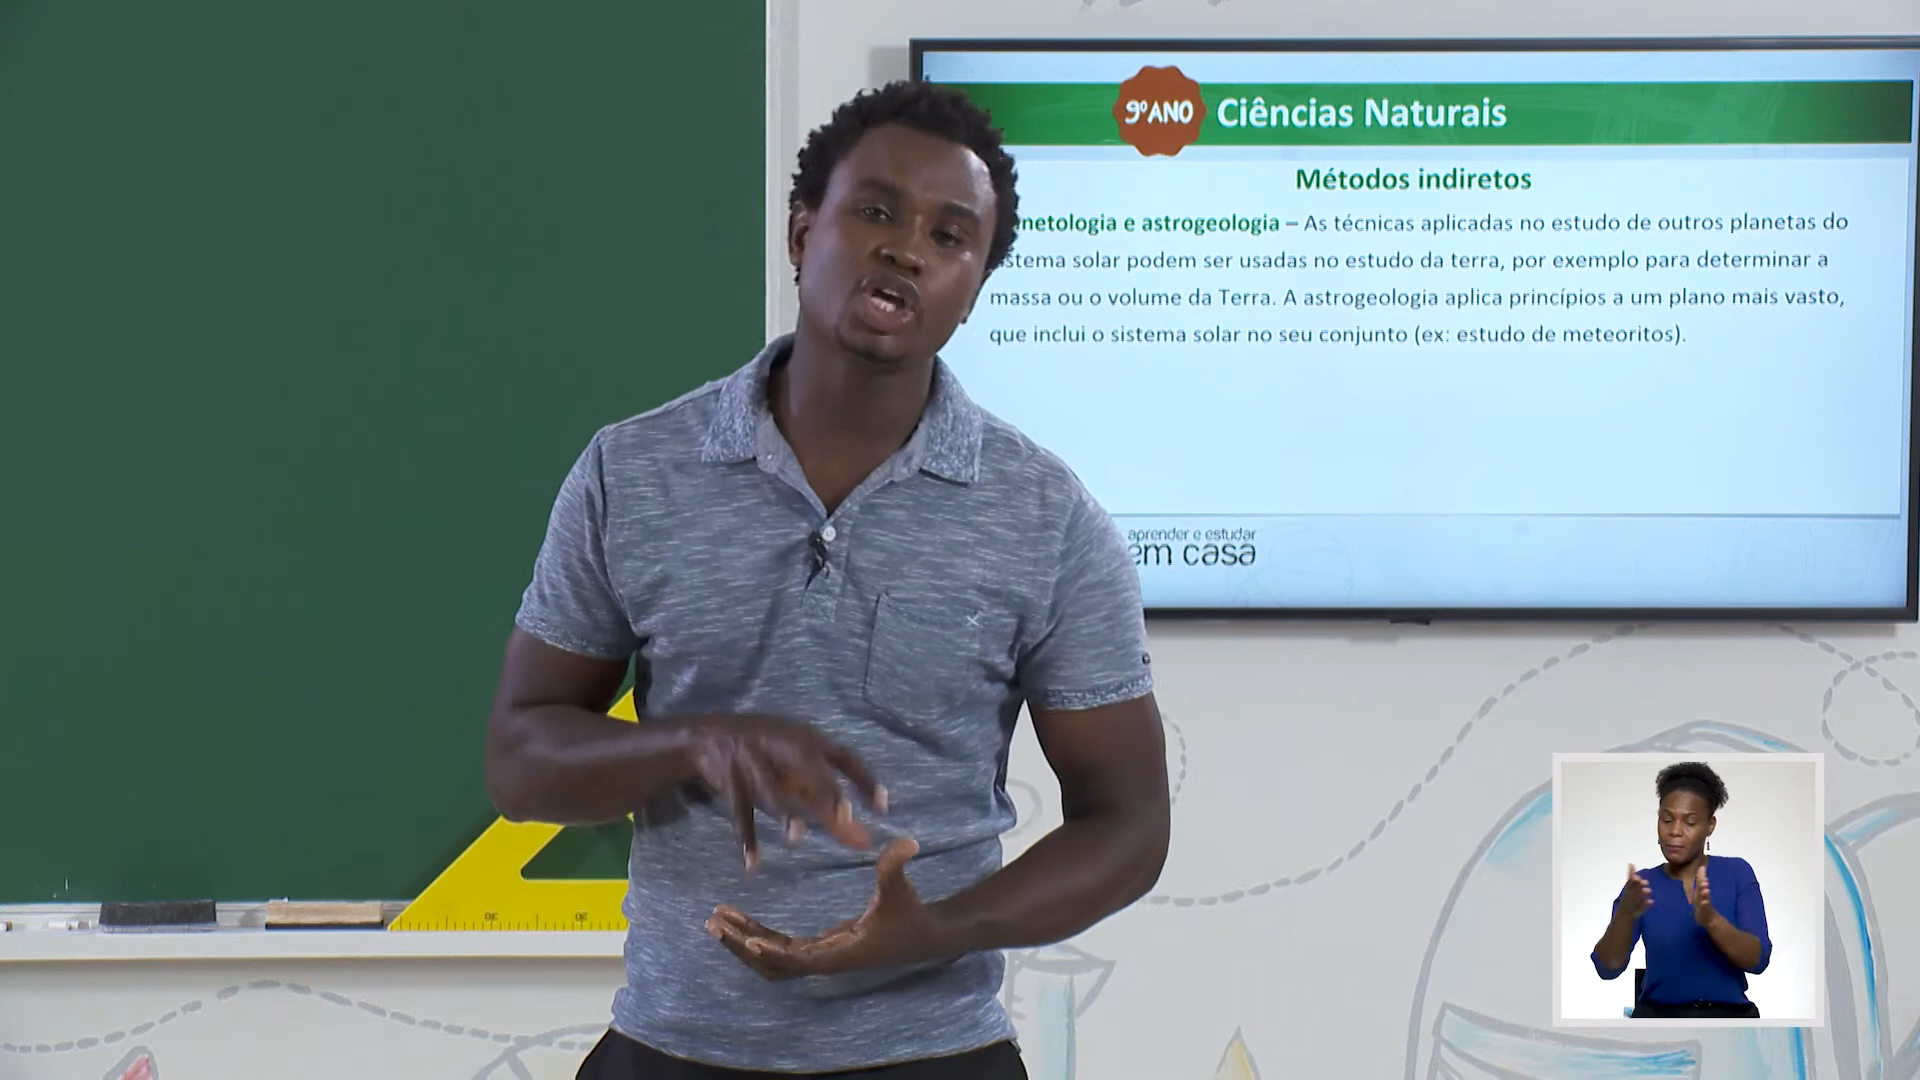 9ºANO Ciências Naturais
Métodos indiretos
netologia e astrogeologia – As técnicas aplicadas no estudo de outros planetas do
stema solar podem ser usadas no estudo da terra, por exemplo para determinar a
massa ou o volume da Terra. A astrogeologia aplica princípios a um plano mais vasto,
que inclui o sistema solar no seu conjunto (ex: estudo de meteoritos).
aprender e estudar
em casa
30 20